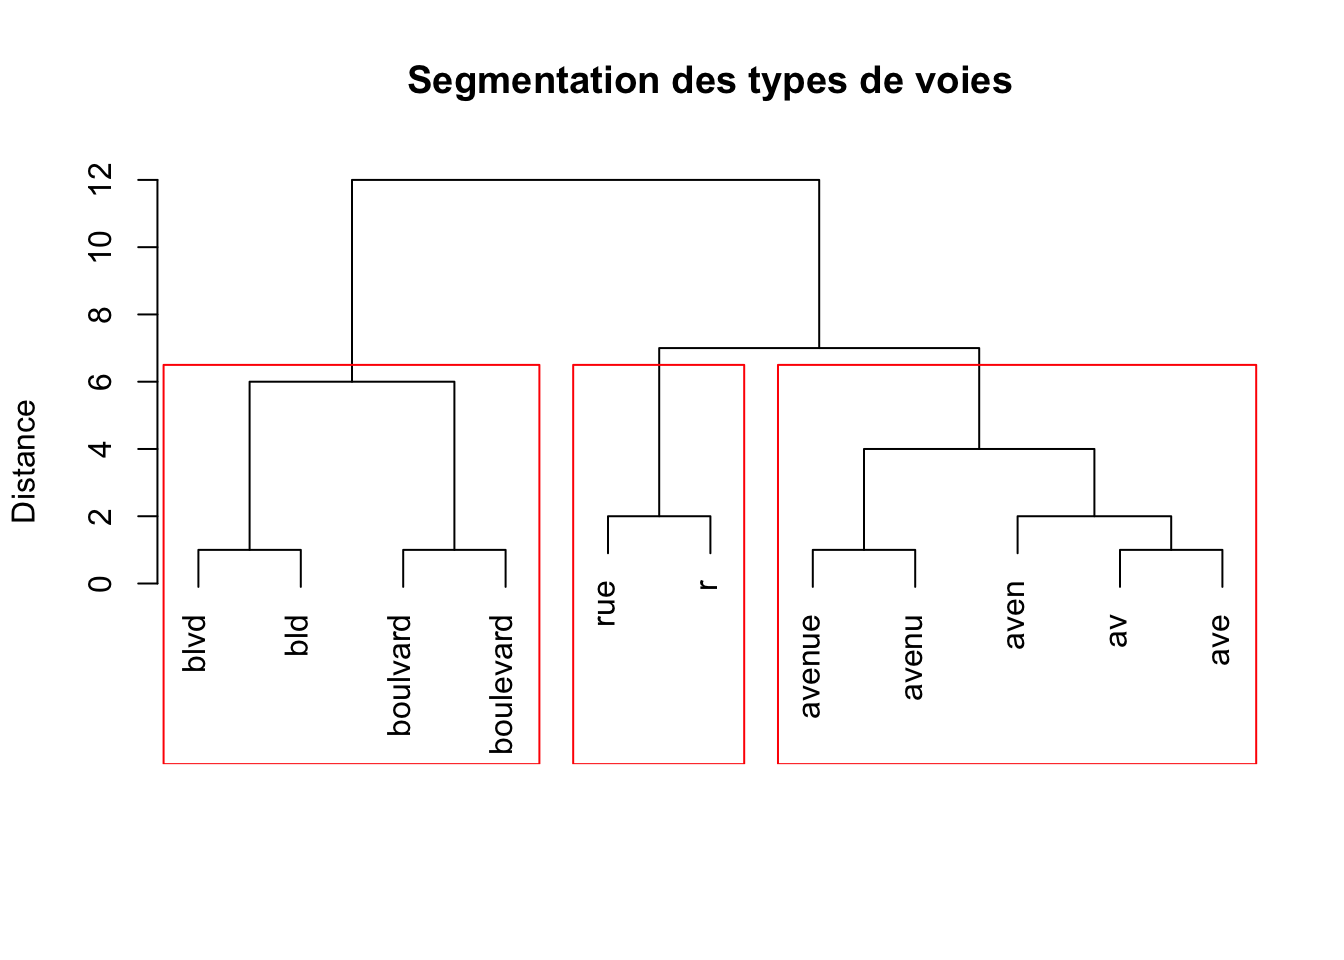 Segmentation des types de voies
Distance
12
10
8
6
4
2
0
blvd
bld
boulvard
boulevard
rue
r
avenue
avenu
aven
av
ave